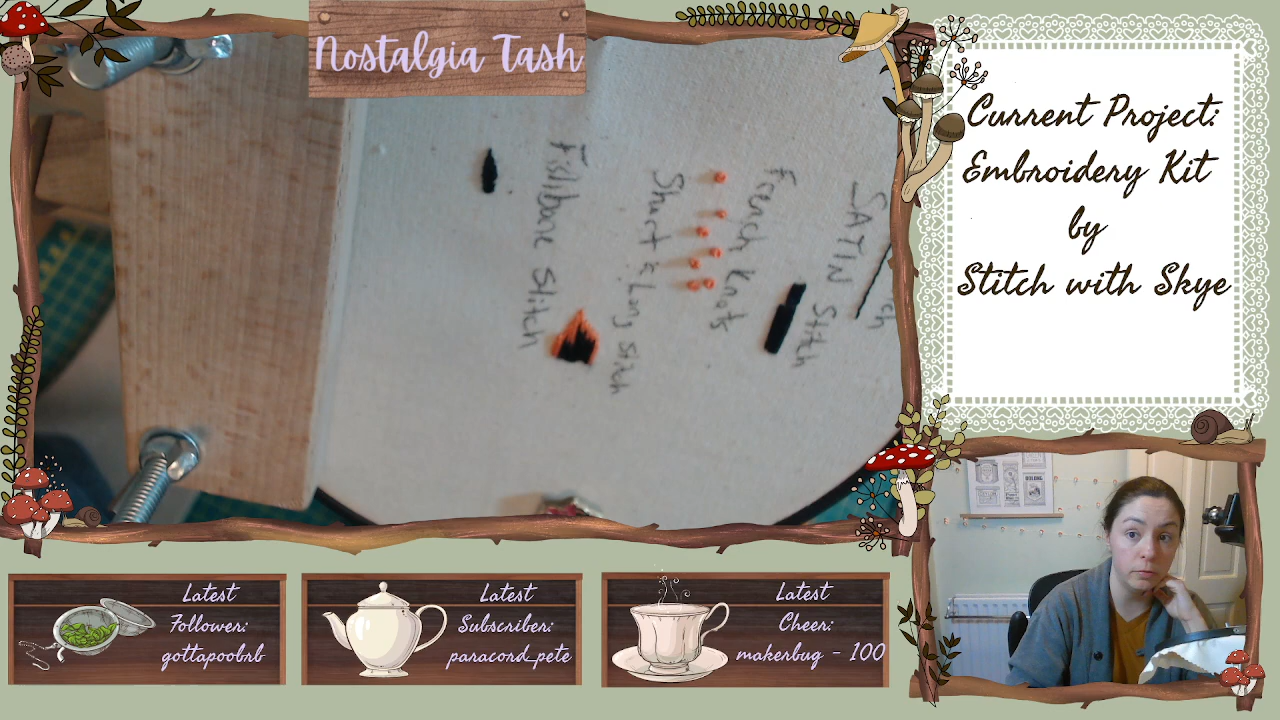 Nostalgia Tash
Current Project:
Embroidery Kit
by
Stitch with Skye
SATIN Stitch
French Knots
Short & Long Stitch
Fishbone Stitch
Latest
Follower:
gottapoobrb
Latest
Subscriber:
paracord_pete
Latest
Cheer:
makerbug - 100